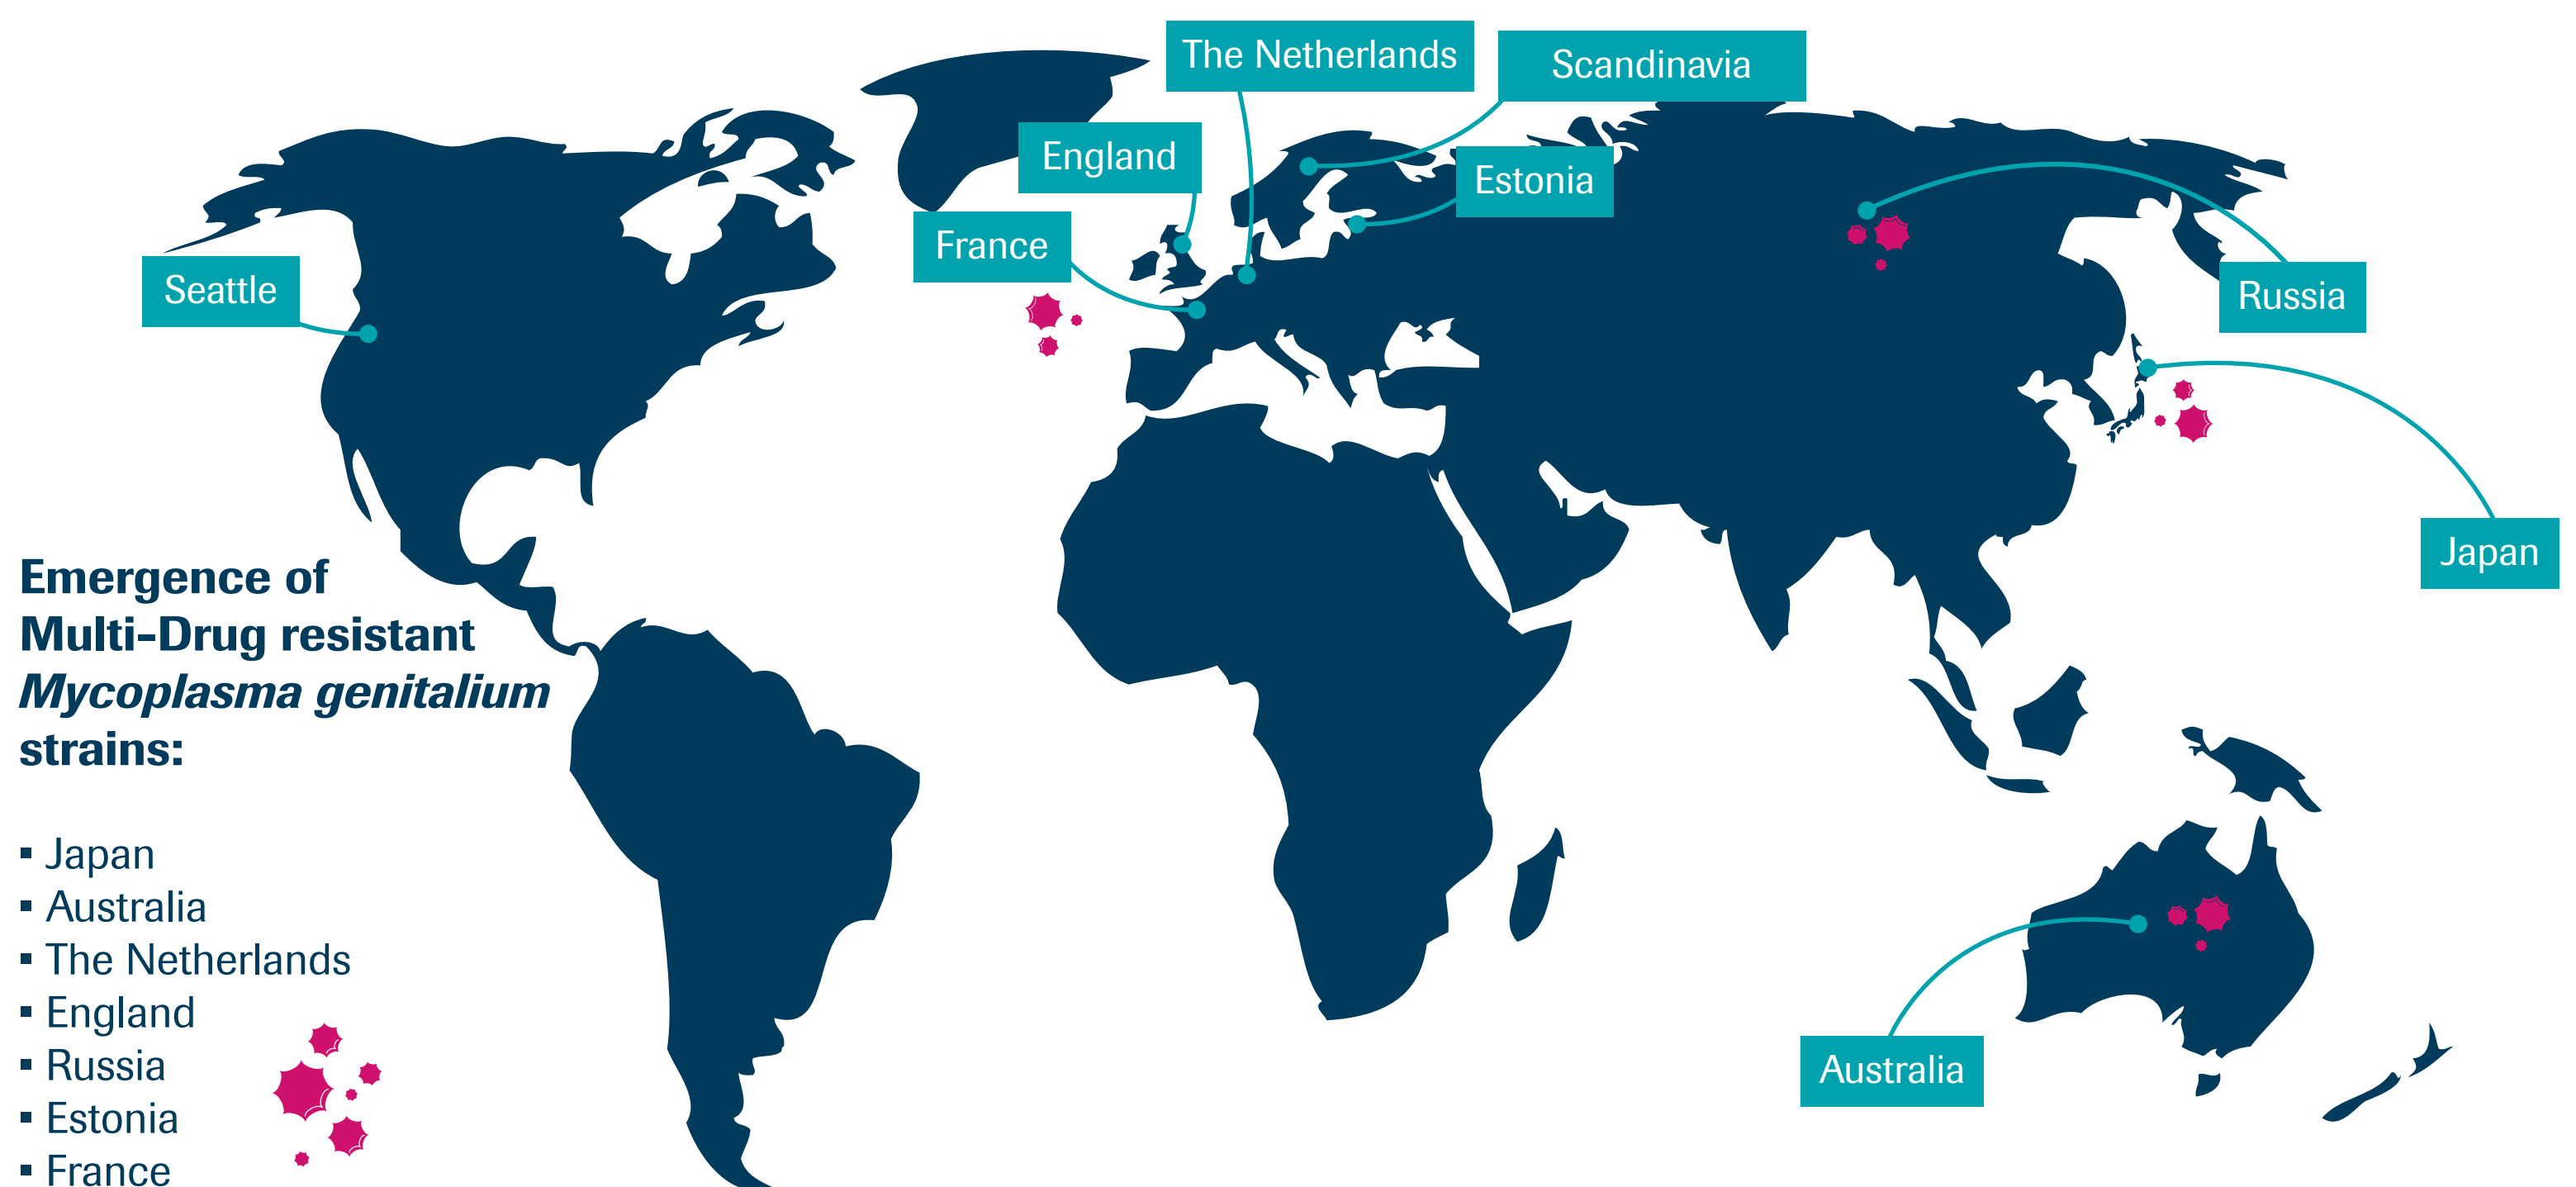 The Netherlands
Scandinavia
England
Estonia
France
Seattle
Russia
Japan
Emergence of
Multi-Drug resistant
Mycoplasma genitalium
strains:
▪ Japan
▪ Australia
▪ The Netherlands
▪ England
▪ Russia
▪ Estonia
▪ France
Australia